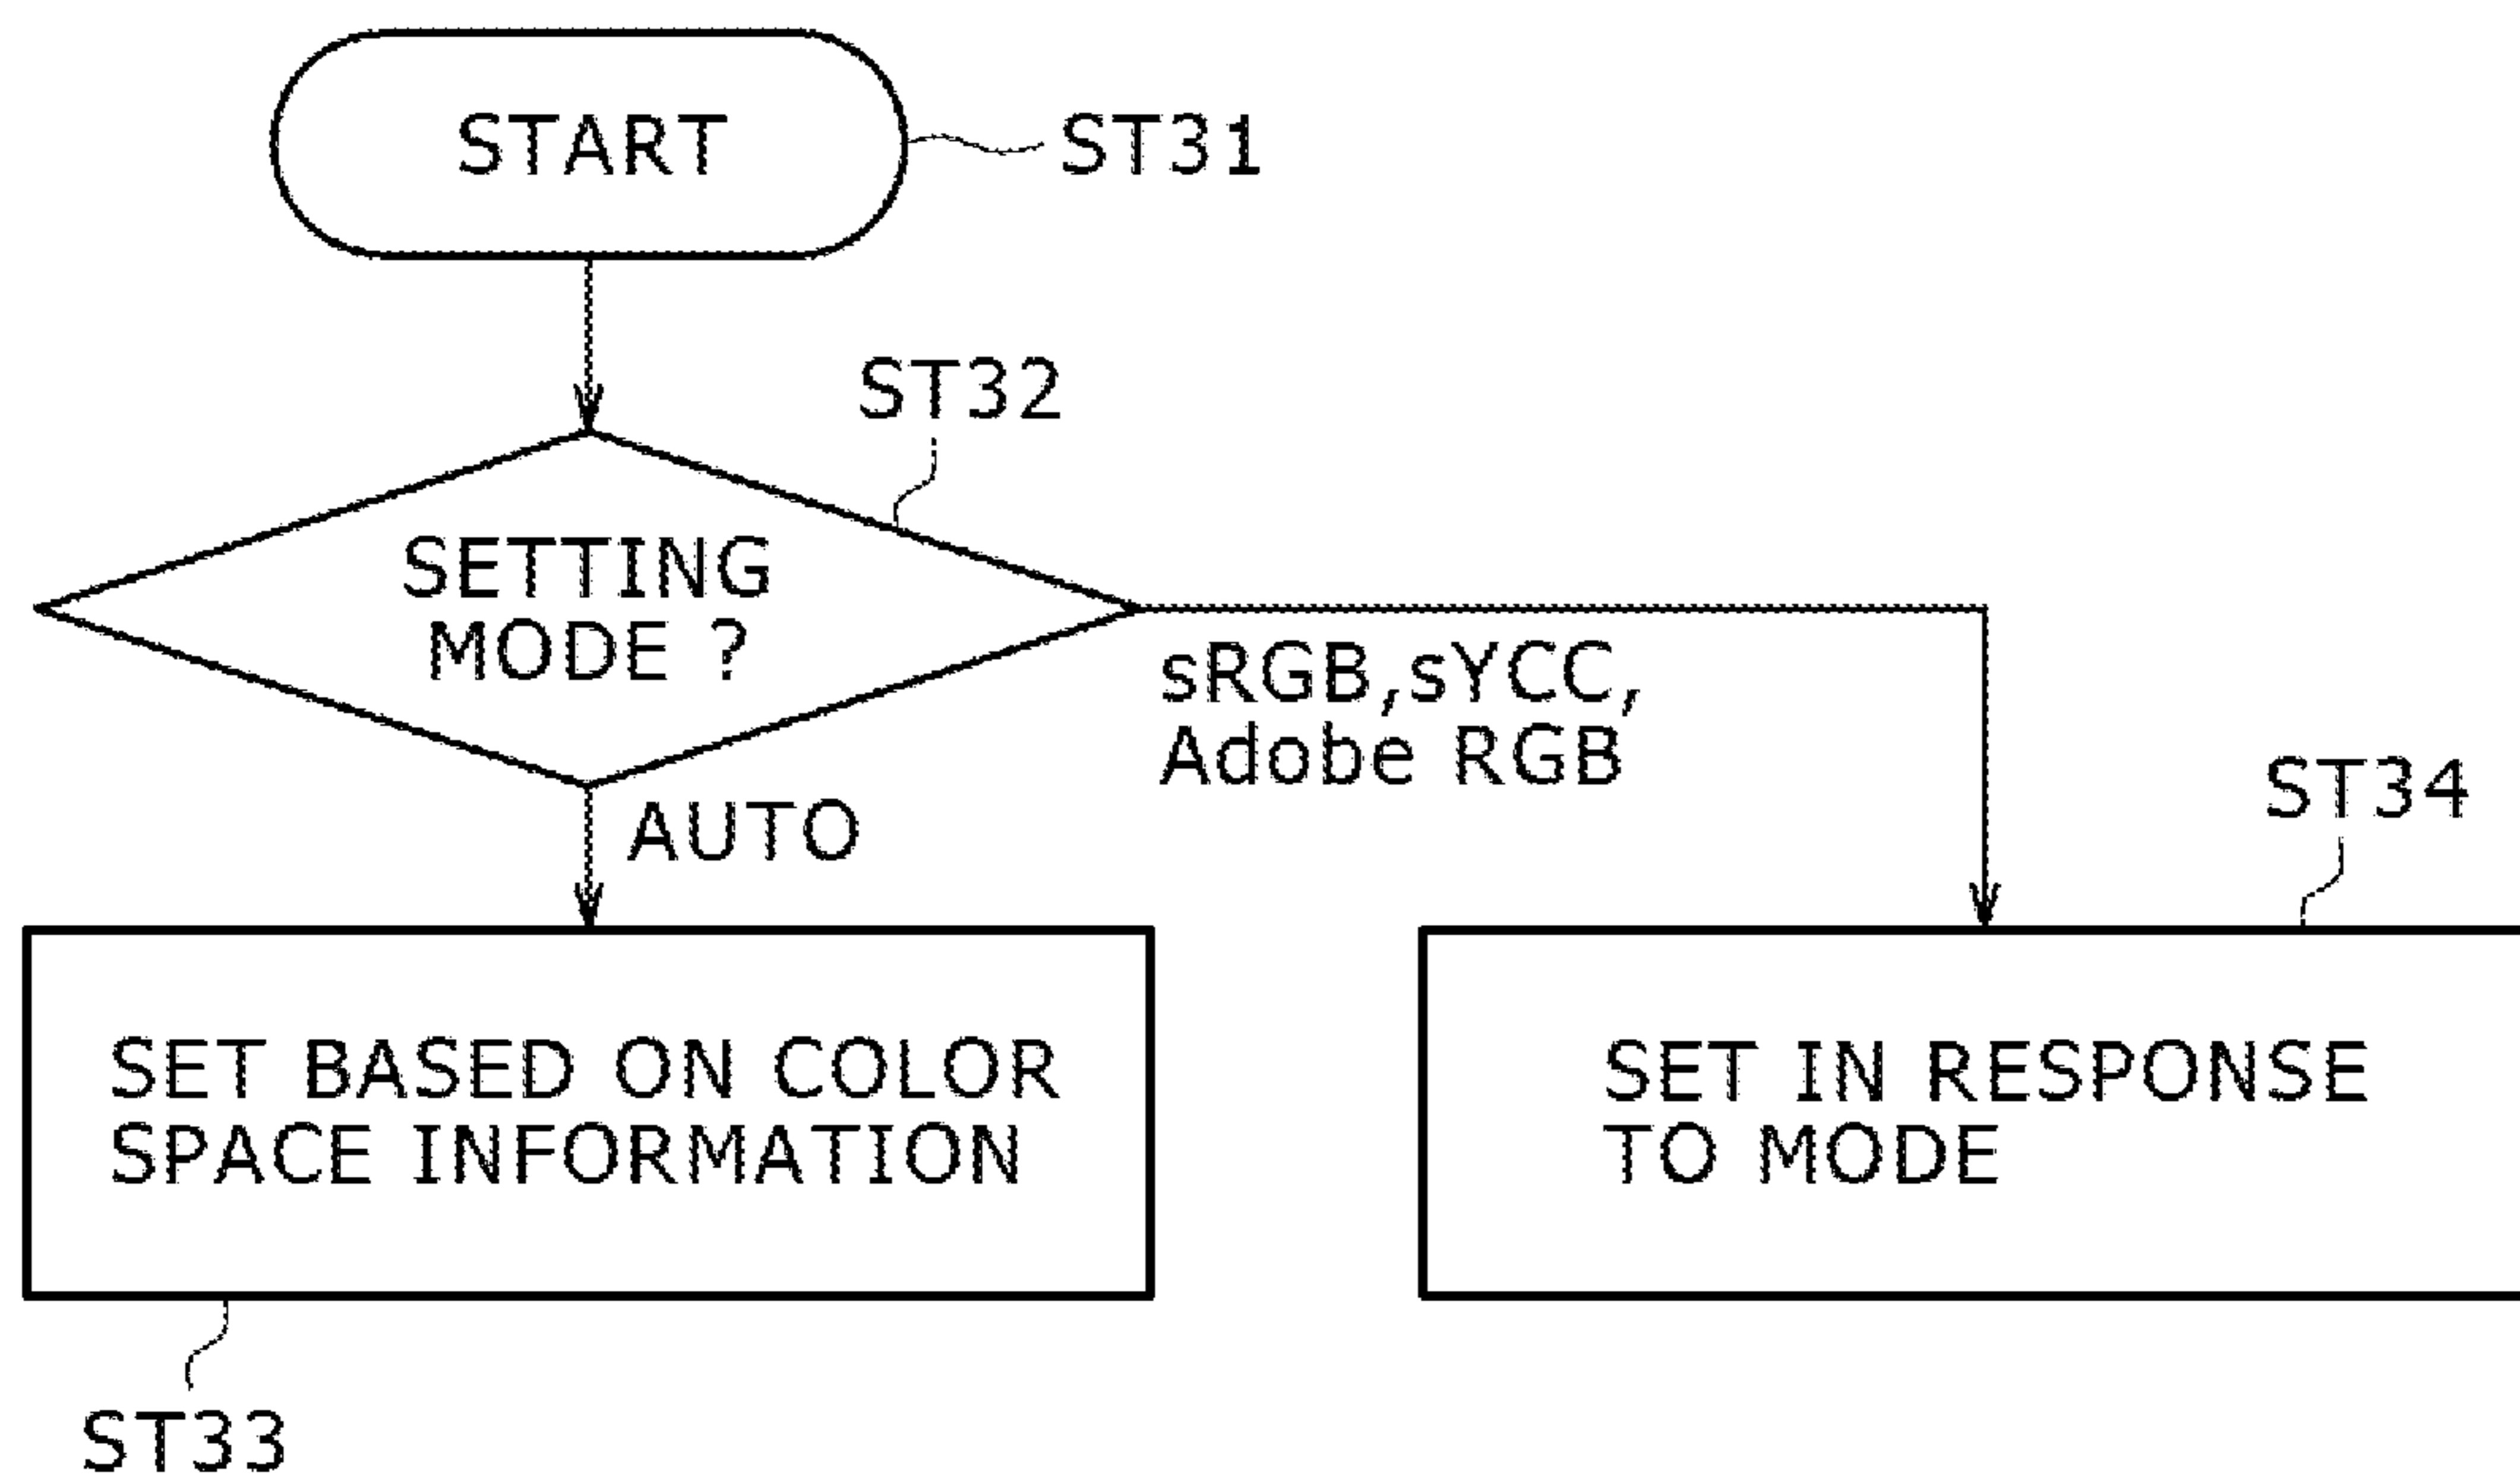 START
ST31
ST32
SETTING
MODE ?
sRGB,sYCC,
Adobe RGB
AUTO
ST34
SET BASED ON COLOR
SPACE INFORMATION
SET IN RESPONSE
TO MODE
ST33